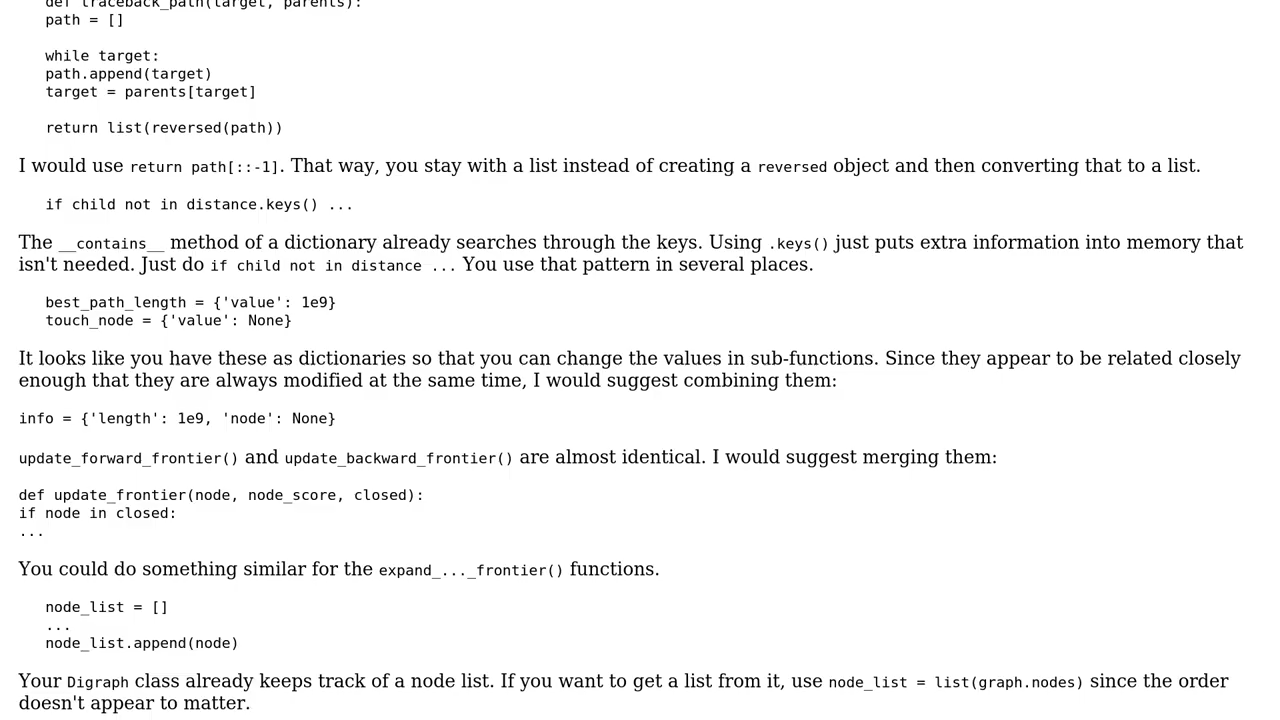 def traceback_path(target, parents):
path = []
while target:
path.append(target)
target = parents[target]
return list(reversed(path))
I would use return path[::-1]. That way, you stay with a list instead of creating a reversed object and then converting that to a list.
if child not in distance.keys() ...
The __contains__ method of a dictionary already searches through the keys. Using .keys() just puts extra information into memory that
isn't needed. Just do if child not in distance ... You use that pattern in several places.
best_path_length = {'value': 1e9}
touch_node = {'value': None}
It looks like you have these as dictionaries so that you can change the values in sub-functions. Since they appear to be related closely
enough that they are always modified at the same time, I would suggest combining them:
info = {'length': 1e9, 'node': None}
update_forward_frontier() and update_backward_frontier() are almost identical. I would suggest merging them:
def update_frontier(node, node_score, closed):
if node in closed:
...
You could do something similar for the expand_..._frontier() functions.
node_list = []
...
node_list.append(node)
Your Digraph class already keeps track of a node list. If you want to get a list from it, use node_list = list(graph.nodes) since the order
doesn't appear to matter.